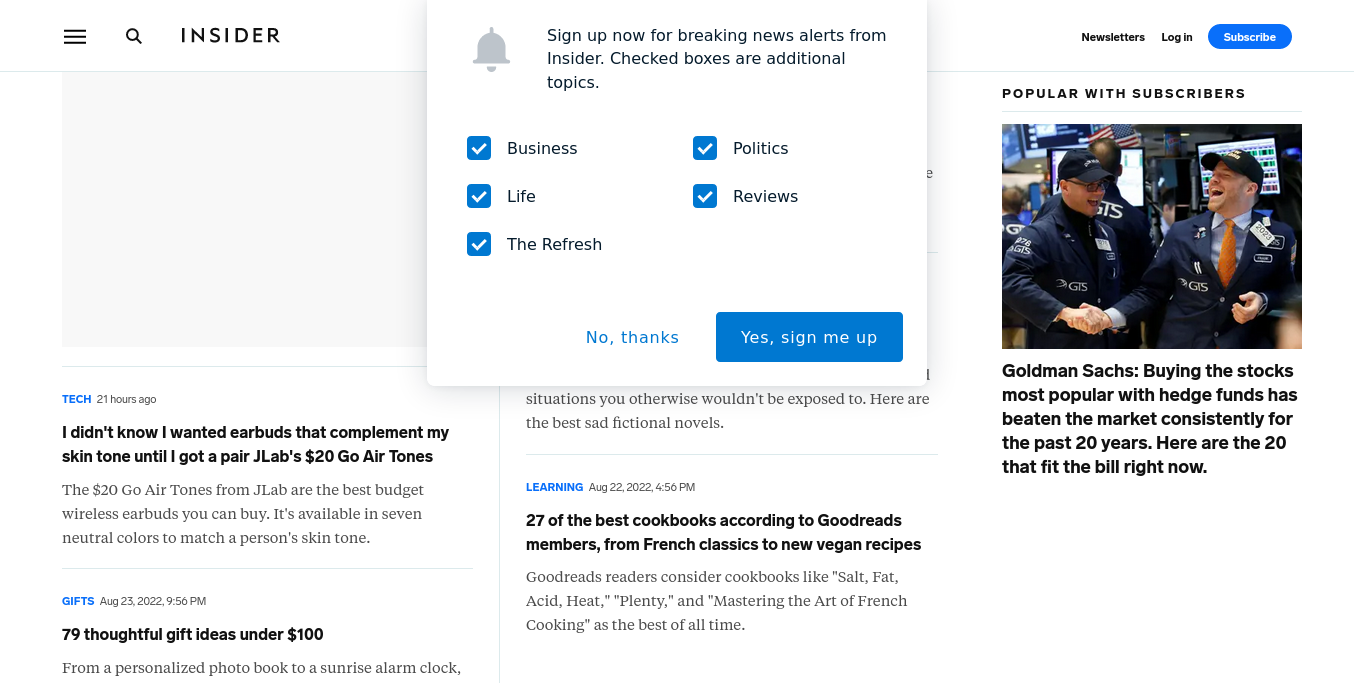 INSIDER
Newsletters
Log in
Subscribe
Sign up now for breaking news alerts from
Insider. Checked boxes are additional
topics.
Business
Politics
Life
Reviews
The Refresh
No, thanks
Yes, sign me up
TECH 21 hours ago
I didn't know I wanted earbuds that complement my
skin tone until I got a pair JLab's $20 Go Air Tones
The $20 Go Air Tones from JLab are the best budget
wireless earbuds you can buy. It's available in seven
neutral colors to match a person's skin tone.
GIFTS Aug 23, 2022, 9:56 PM
79 thoughtful gift ideas under $100
From a personalized photo book to a sunrise alarm clock,
situations you otherwise wouldn't be exposed to. Here are
the best sad fictional novels.
LEARNING Aug 22, 2022, 4:56 PM
27 of the best cookbooks according to Goodreads
members, from French classics to new vegan recipes
Goodreads readers consider cookbooks like "Salt, Fat,
Acid, Heat," "Plenty," and "Mastering the Art of French
Cooking" as the best of all time.
POPULAR WITH SUBSCRIBERS
GTS
2023
GTS
GTS
GTS
Goldman Sachs: Buying the stocks
most popular with hedge funds has
beaten the market consistently for
the past 20 years. Here are the 20
that fit the bill right now.